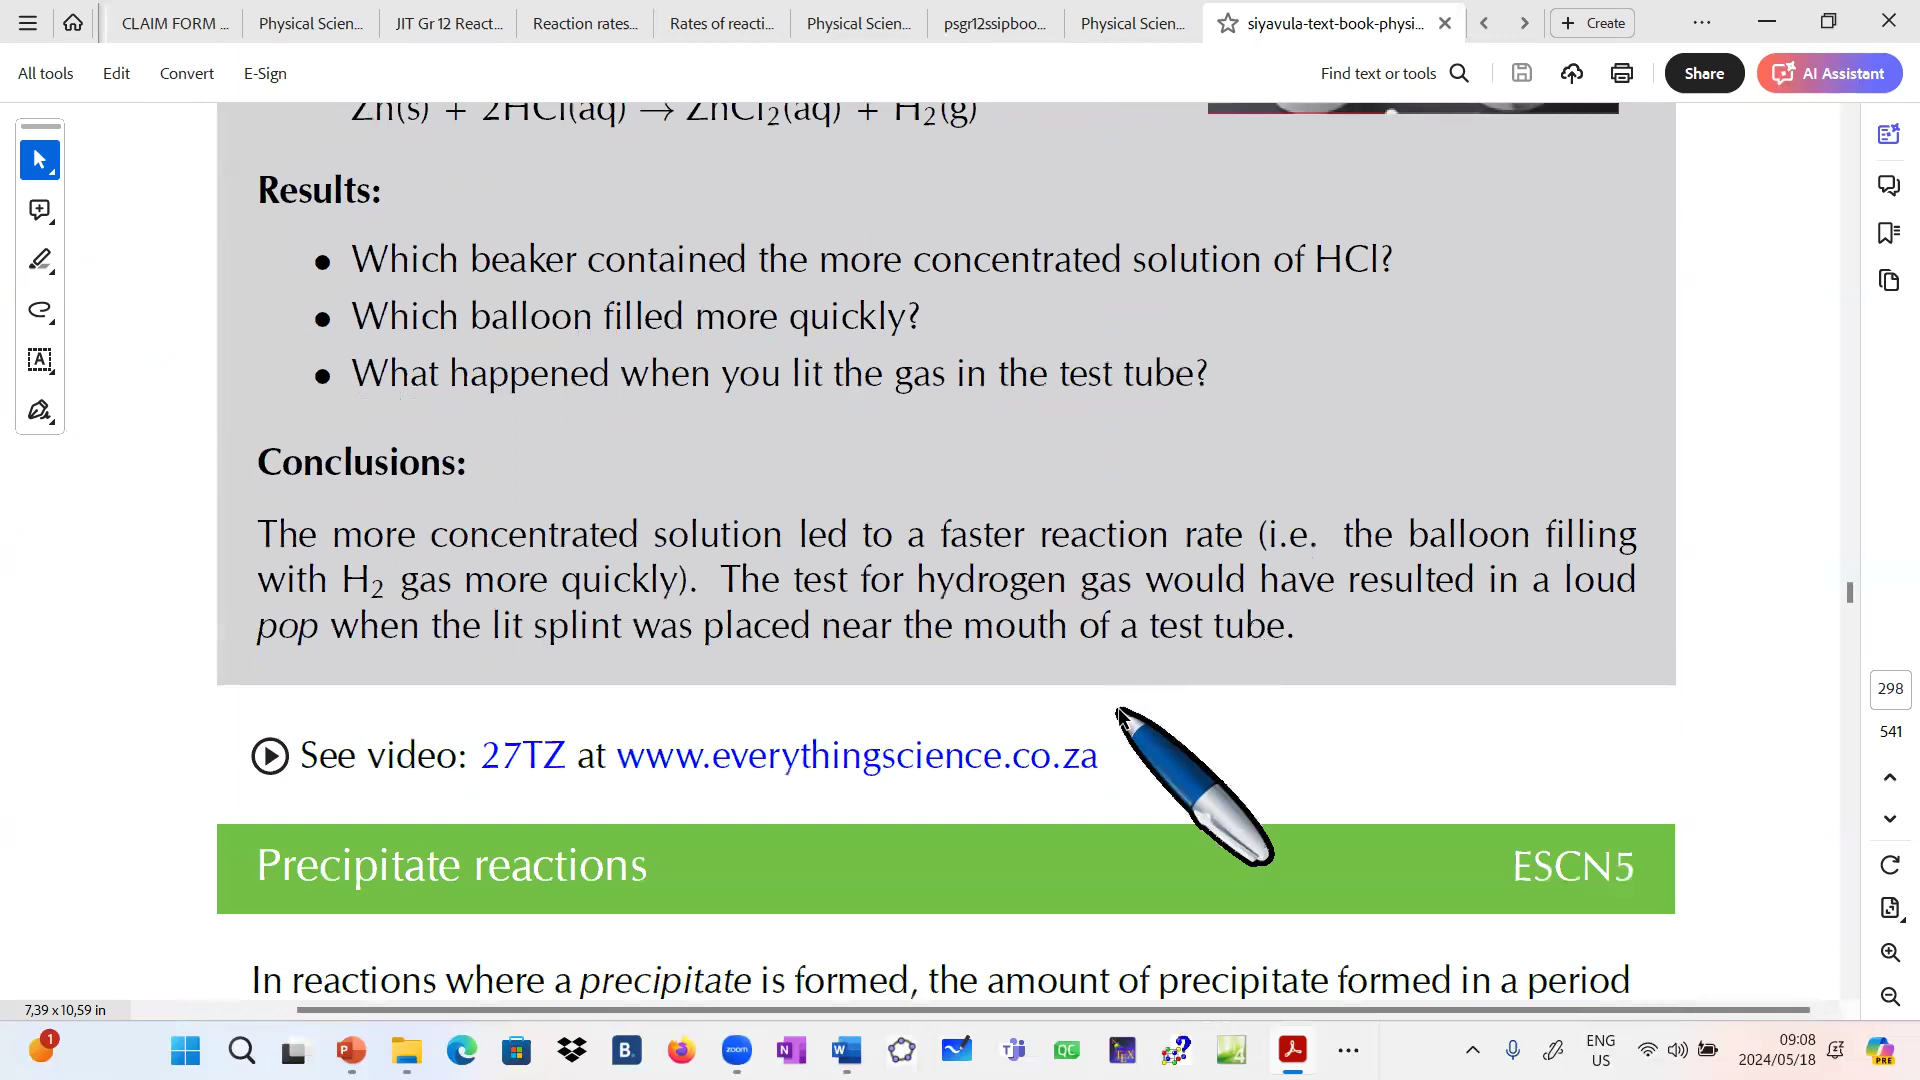 CLAIM FORM ...
Physical Scien...
JIT Gr 12 React...
Reaction rates...
Rates of reacti...
Physical Scien...
psgr12ssipboo...
Physical Scien...
siyavula-text-book-physi...
Create
All tools
Edit
Convert
E-Sign
Find text or tools
Share
AI Assistant
Zn(s) + 2HCl(aq) → ZnCl₂(aq) + H₂(g)
Results:
• Which beaker contained the more concentrated solution of HCl?
• Which balloon filled more quickly?
• What happened when you lit the gas in the test tube?
Conclusions:
The more concentrated solution led to a faster reaction rate (i.e. the balloon filling
with H₂ gas more quickly). The test for hydrogen gas would have resulted in a loud
pop when the lit splint was placed near the mouth of a test tube.
See video: 27TZ at www.everythingscience.co.za
Precipitate reactions
ESCN5
In reactions where a precipitate is formed, the amount of precipitate formed in a period
298
541
7,39 x 10,59 in
1
zoom
ENG
US
09:08
2024/05/18
PRE